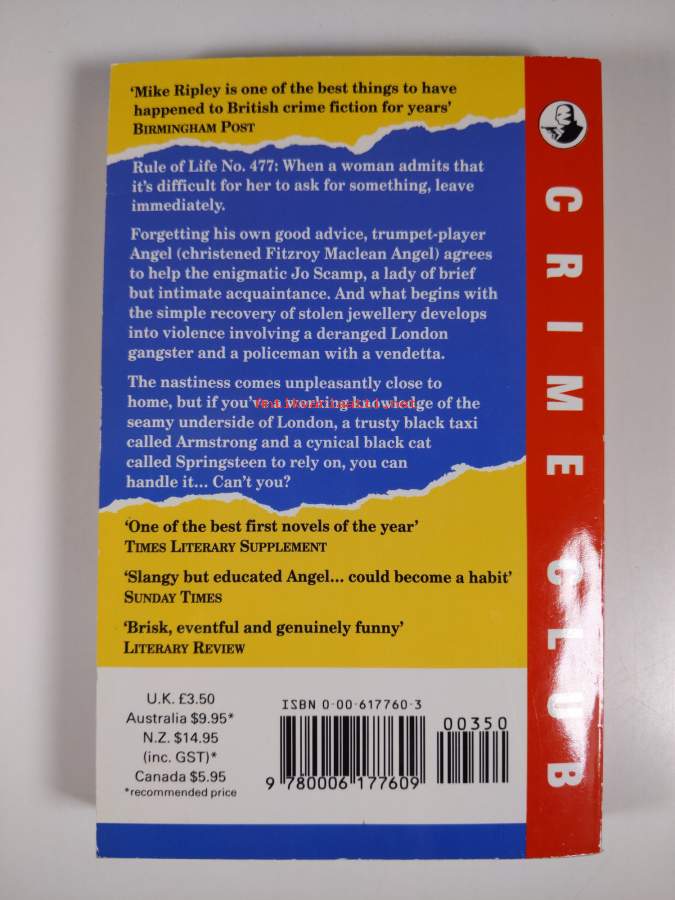 ‘Mike Ripley is one of the best things to have
happened to British crime fiction for years’
BIRMINGHAM POST
Rule of Life No. 477: When a woman admits that
it's difficult for her to ask for something, leave
immediately.
Forgetting his own good advice, trumpet-player
Angel (christened Fitzroy Maclean Angel) agrees
to help the enigmatic Jo Scamp, a lady of brief
but intimate acquaintance. And what begins with
the simple recovery of stolen jewellery develops
into violence involving a deranged London
gangster and a policeman with a vendetta.
The nastiness comes unpleasantly close to
home, but if you've a working knowledge of the
seamy underside of London, a trusty black taxi
called Armstrong and a cynical black cat
called Springsteen to rely on, you can
handle it... Can't you?
‘One of the best first novels of the year’
TIMES LITERARY SUPPLEMENT
‘Slangy but educated Angel... could become a habit’
SUNDAY TIMES
‘Brisk, eventful and genuinely funny’
LITERARY REVIEW
U.K. £3.50
Australia $9.95*
N.Z. $14.95
(inc. GST)*
Canada $5.95
*recommended price
ISBN 0-00-617760-3
00350
9 780006 177609
CRIME CLUB